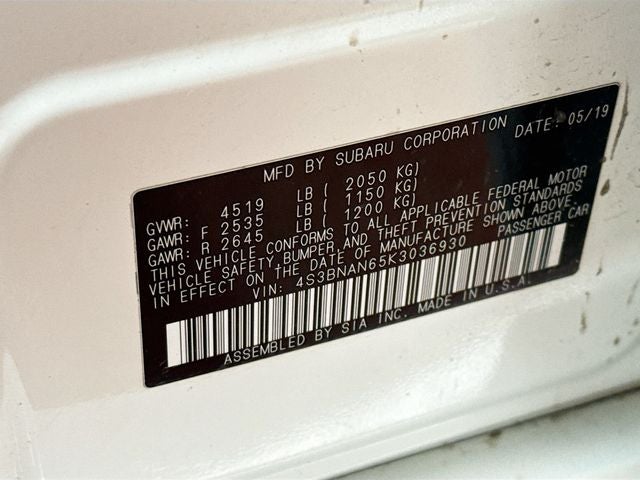 MFD BY SUBARU CORPORATION DATE: 05/19
GVWR: 4519 LB ( 2050 KG)
GAWR: F 2535 LB ( 1150 KG)
GAWR: R 2645 LB ( 1200 KG)
THIS VEHICLE CONFORMS TO ALL APPLICABLE FEDERAL MOTOR
VEHICLE SAFETY, BUMPER, AND THEFT PREVENTION STANDARDS
IN EFFECT ON THE DATE OF MANUFACTURE SHOWN ABOVE.
VIN: 4S3BNAN65K3036930 PASSENGER CAR
ASSEMBLED BY SIA INC. MADE IN U.S.A.